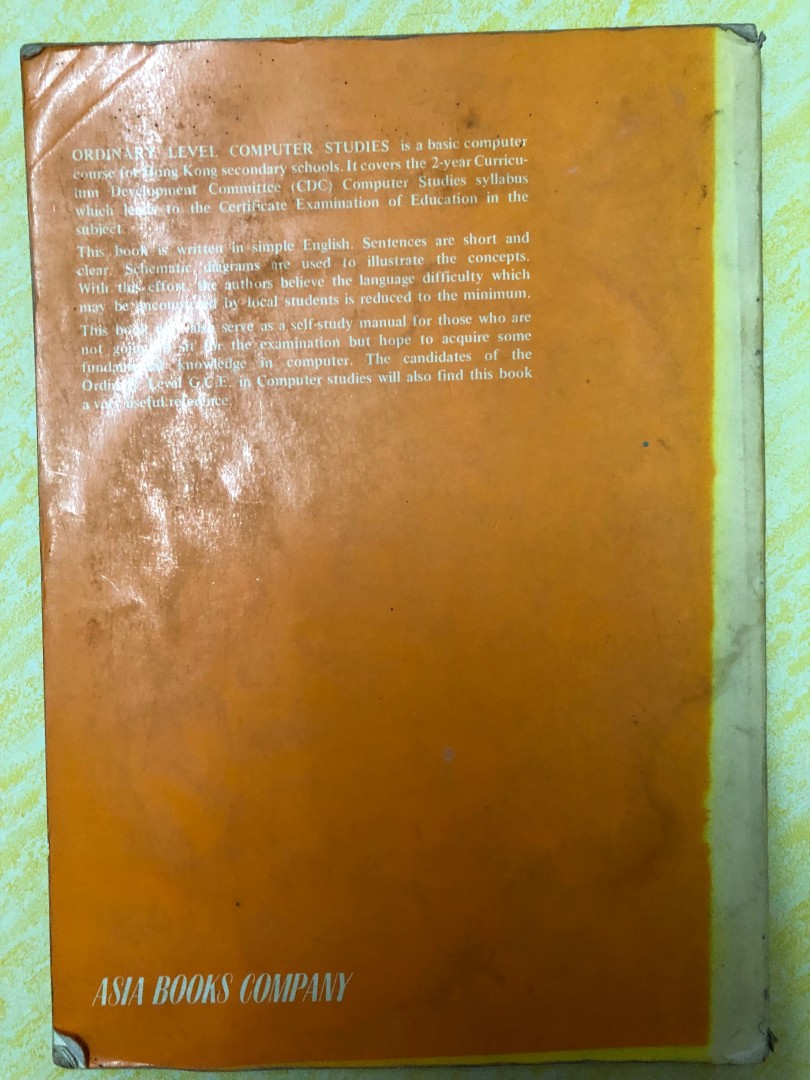 ORDINARY LEVEL COMPUTER STUDIES is a basic computer
course for Hong Kong secondary schools. It covers the 2-year Curricu-
lum Development Committee (CDC) Computer Studies syllabus
which leads to the Certificate Examination of Education in the
subject.
This book is written in simple English. Sentences are short and
clear. Schematic diagrams are used to illustrate the concepts.
With this effort, the authors believe the language difficulty which
may be encountered by local students is reduced to the minimum.
This book also serve as a self-study manual for those who are
not going sit for the examination but hope to acquire some
fundamental knowledge in computer. The candidates of the
Ordinary Level G.C.E. in Computer studies will also find this book
a very useful reference.
ASIA BOOKS COMPANY